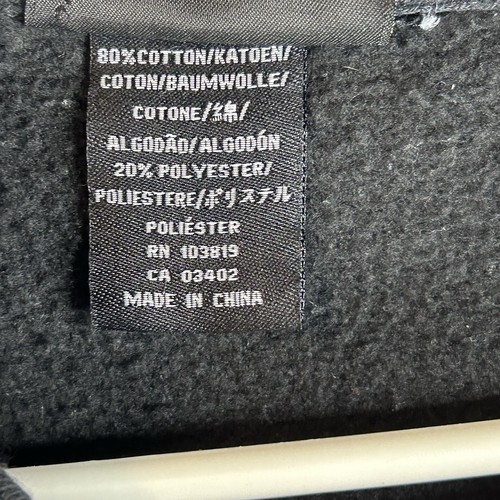 80%COTTON/KATOEN/
COTON/BAUMWOLLE/
COTONE/綿/
ALGODÃO/ALGODÓN
20% POLYESTER/
POLIESTERE/ポリステル
POLIÉSTER
RN 103819
CA 03402
MADE IN CHINA